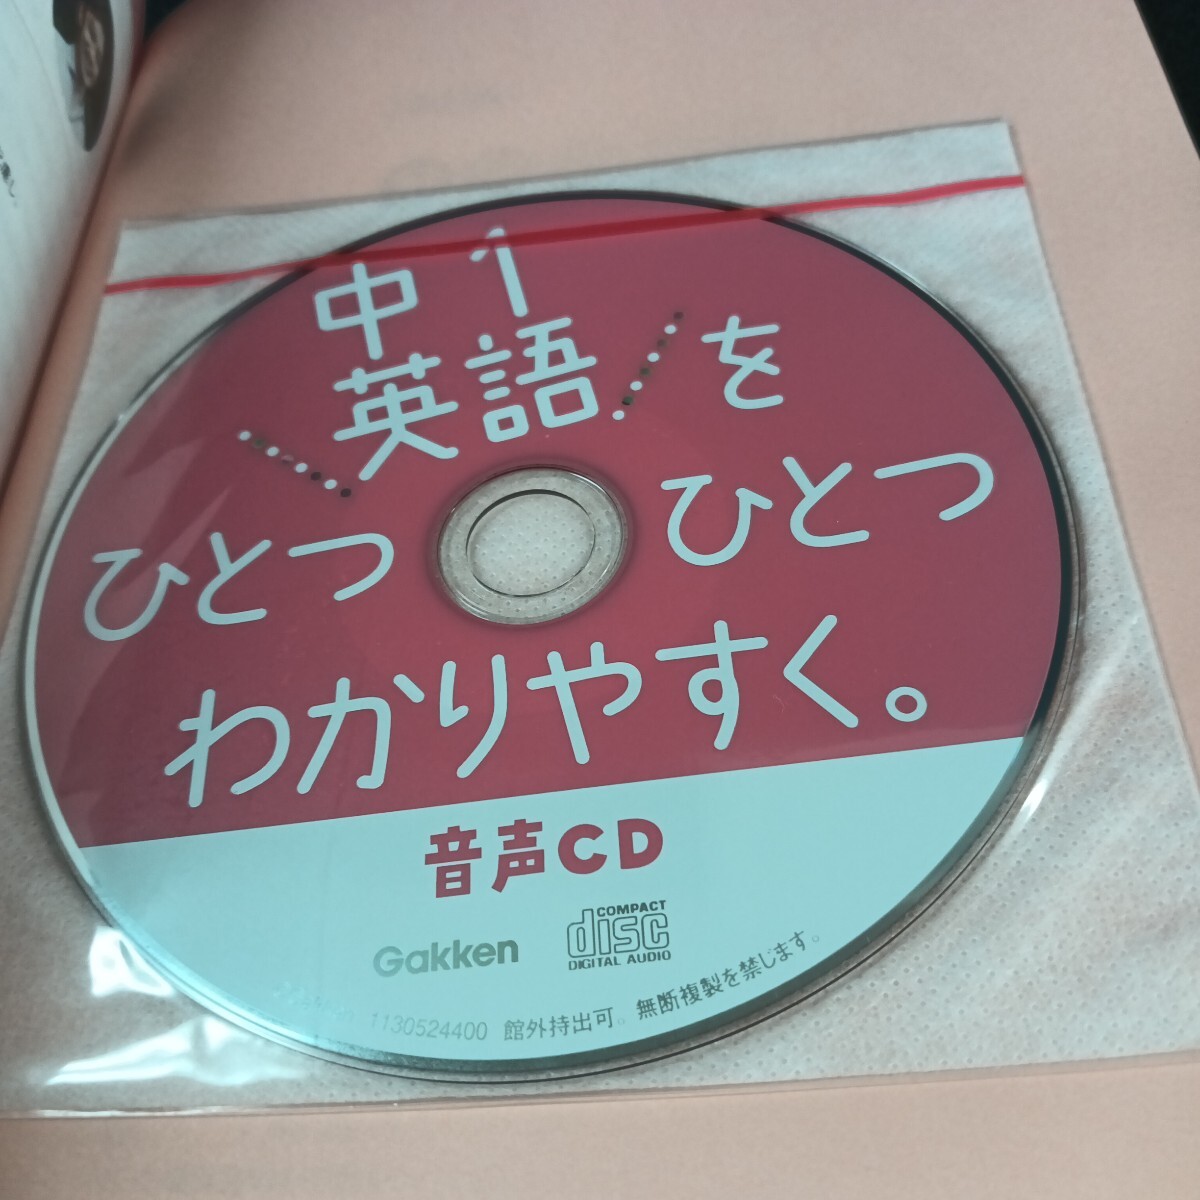 中1
英語を
ひとつ ひとつ
わかりやすく。
音声CD
Gakken
COMPACT
disc
DIGITAL AUDIO
1130524400 館外持出可。無断複製を禁じます。